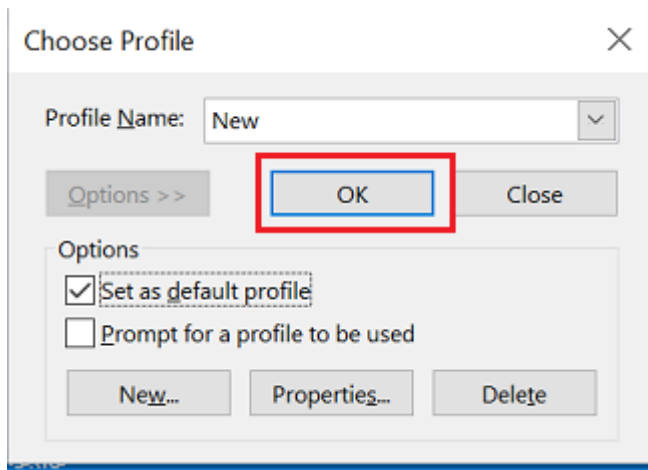 Choose Profile
Profile Name: New
Options >> OK Close
Options
Set as default profile
Prompt for a profile to be used
New... Properties... Delete